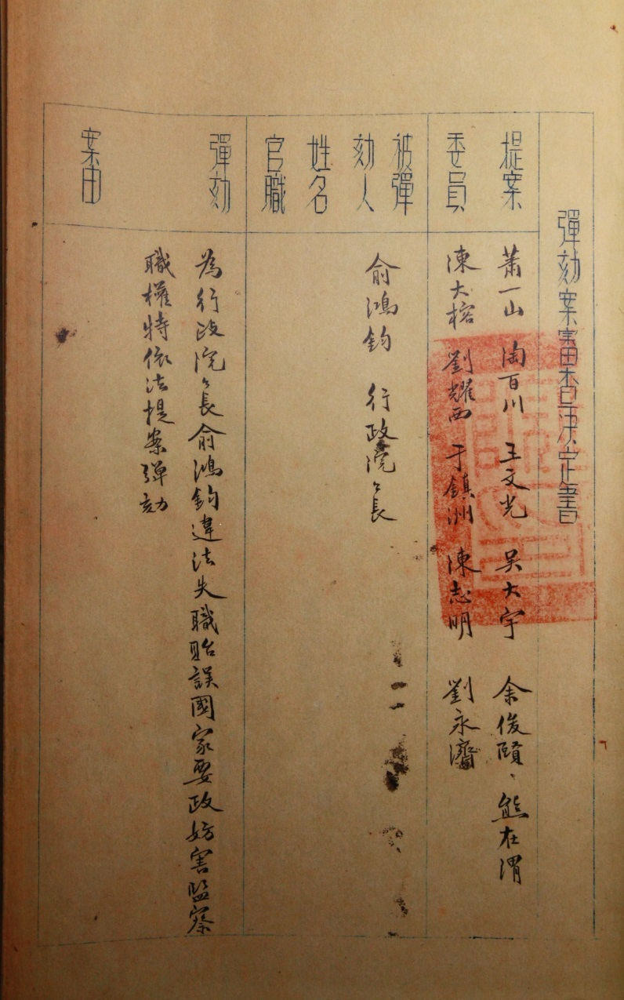 彈劾案審查決定書
提案
委員
蕭一山 陶百川 王文光 吳大宇 余俊賢、熊在渭
陳大榕 劉耀西 于鎮洲 陳志明 劉永濟
被彈
劾人
姓名
官職
俞鴻鈞 行政院院長
彈劾
案由
為行政院院長俞鴻鈞違法失職貽誤國家要政妨害監察
職權特依法提案彈劾